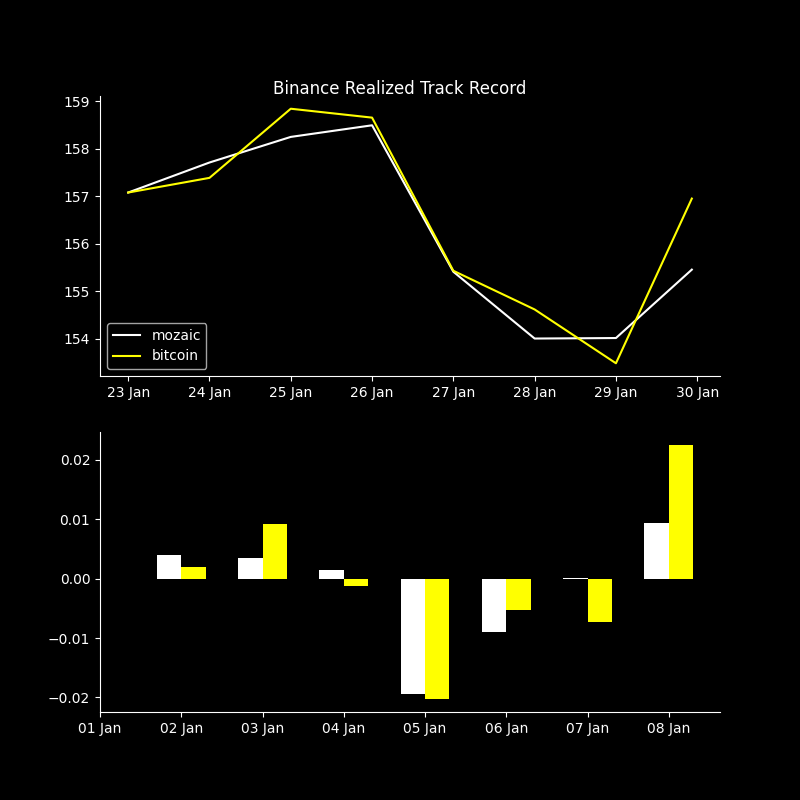 Binance Realized Track Record
159
158
157
156
155
154
mozaic
bitcoin
23 Jan 24 Jan 25 Jan 26 Jan 27 Jan 28 Jan 29 Jan 30 Jan
0.02
0.01
0.00
−0.01
−0.02
01 Jan 02 Jan 03 Jan 04 Jan 05 Jan 06 Jan 07 Jan 08 Jan